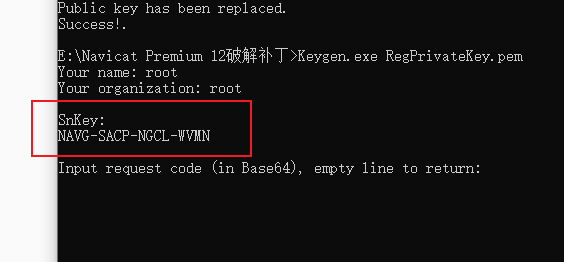 Public key has been replaced.
Success!.
E:\Navicat Premium 12破解补丁>Keygen.exe RegPrivateKey.pem
Your name: root
Your organization: root
SnKey:
NAVG-SACP-NGCL-WVMN
Input request code (in Base64), empty line to return: